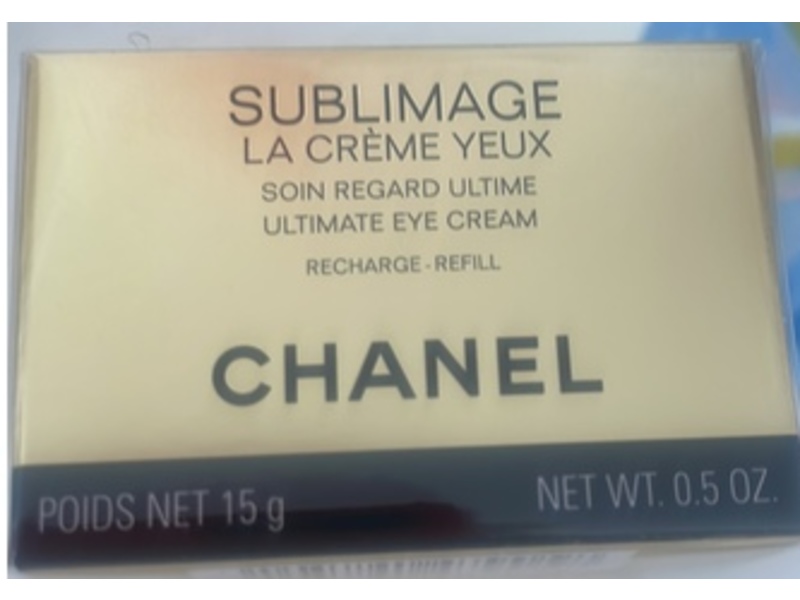 SUBLIMAGE
LA CRÈME YEUX
SOIN REGARD ULTIME
ULTIMATE EYE CREAM
RECHARGE - REFILL
CHANEL
POIDS NET 15 g NET WT. 0.5 OZ.